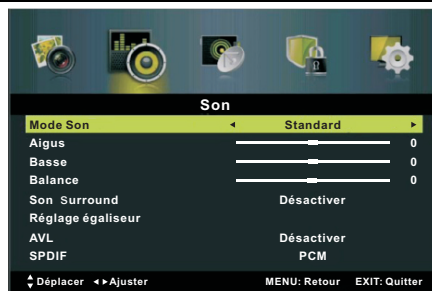 Son
Mode Son ◄ Standard ►
Aigus 0
Basse 0
Balance 0
Son Surround Désactiver
Réglage égaliseur
AVL Désactiver
SPDIF PCM
Déplacer ◄►Ajuster MENU: Retour EXIT: Quitter